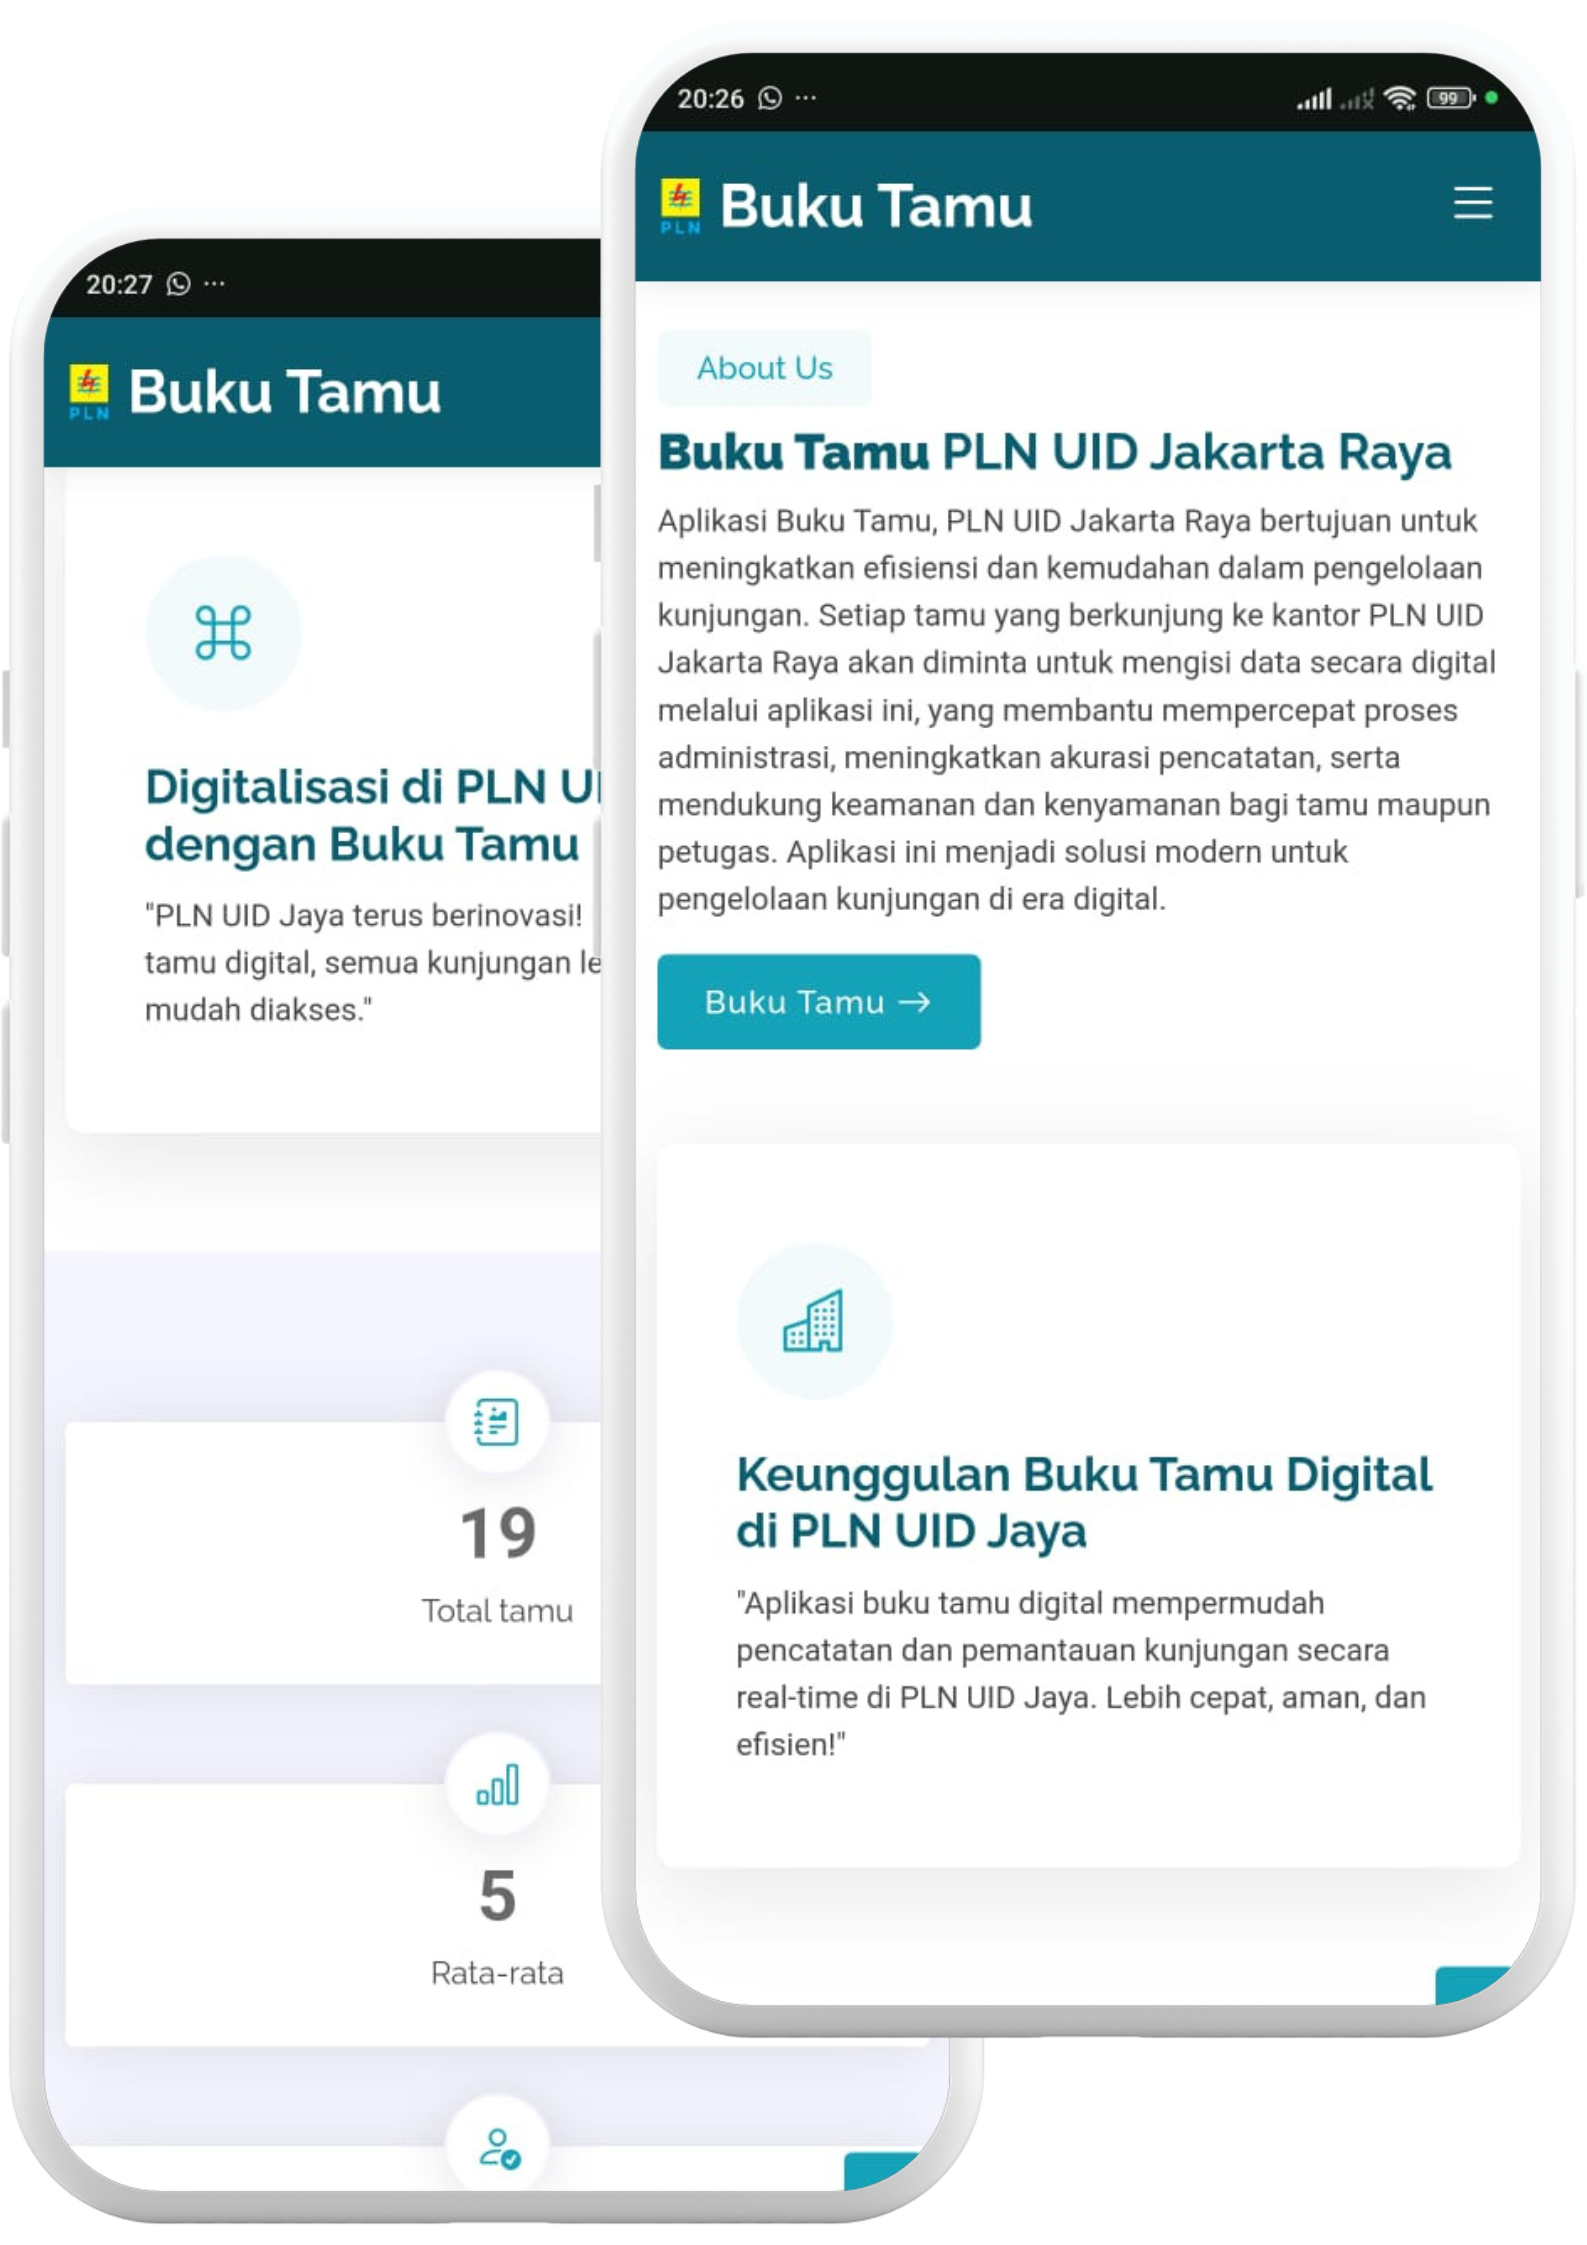 20:27
PLN
Buku Tamu
Digitalisasi di PLN
dengan Buku Tamu
"PLN UID Jaya terus berinovasi!
tamu digital, semua kunjungan
mudah diakses."
19
Total tamu
5
Rata-rata
20:26
99
PLN
Buku Tamu
About Us
Buku Tamu PLN UID Jakarta Raya
Aplikasi Buku Tamu, PLN UID Jakarta Raya bertujuan untuk
meningkatkan efisiensi dan kemudahan dalam pengelolaan
kunjungan. Setiap tamu yang berkunjung ke kantor PLN UID
Jakarta Raya akan diminta untuk mengisi data secara digital
melalui aplikasi ini, yang membantu mempercepat proses
administrasi, meningkatkan akurasi pencatatan, serta
mendukung keamanan dan kenyamanan bagi tamu maupun
petugas. Aplikasi ini menjadi solusi modern untuk
pengelolaan kunjungan di era digital.
Buku Tamu →
Keunggulan Buku Tamu Digital
di PLN UID Jaya
"Aplikasi buku tamu digital mempermudah
pencatatan dan pemantauan kunjungan secara
real-time di PLN UID Jaya. Lebih cepat, aman, dan
efisien!"